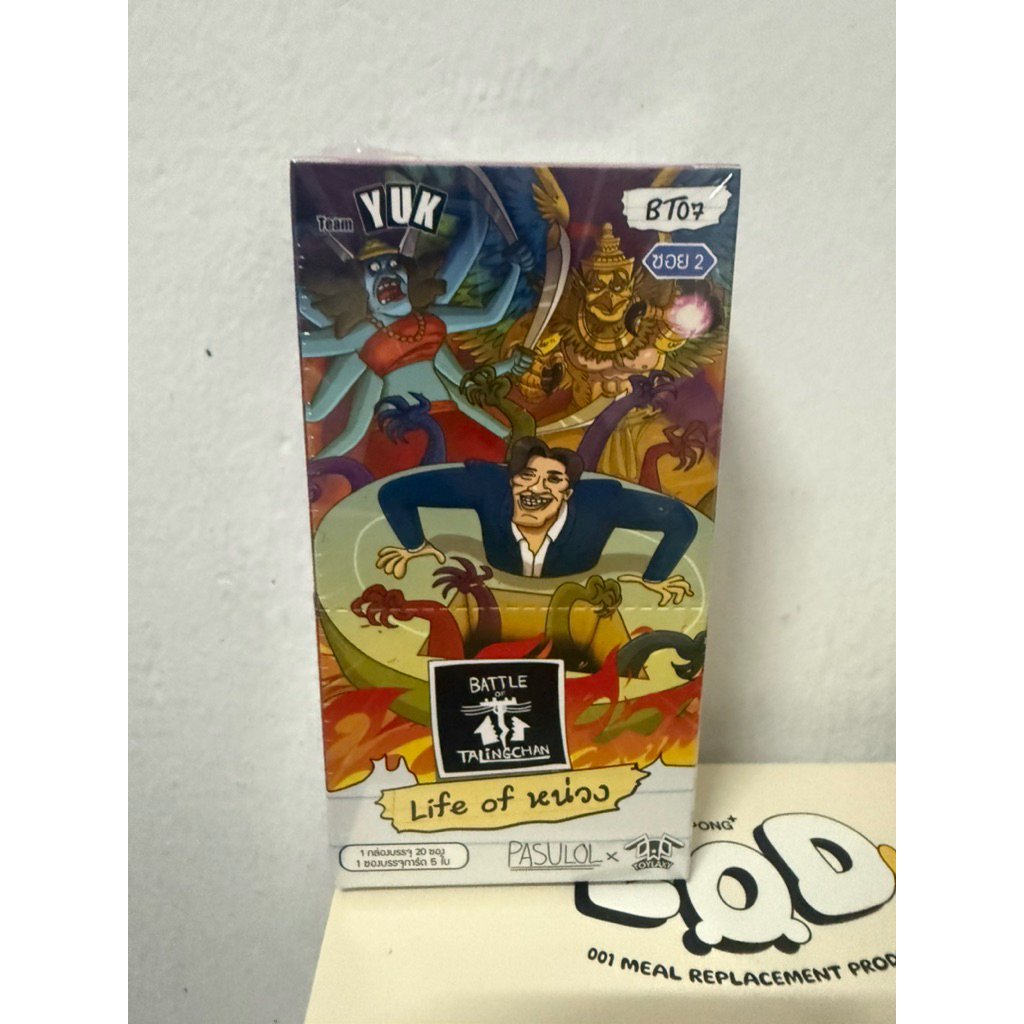 Team YUK
BT07
ซอย 2
BATTLE
OF
TALINGCHAN
Life of หน่วง
1 กล่องบรรจุ 20 ซอง
1 ซองบรรจุการ์ด 5 ใบ
PASULOL x
TOYLAXY
PONG+
001 MEAL REPLACEMENT PROD